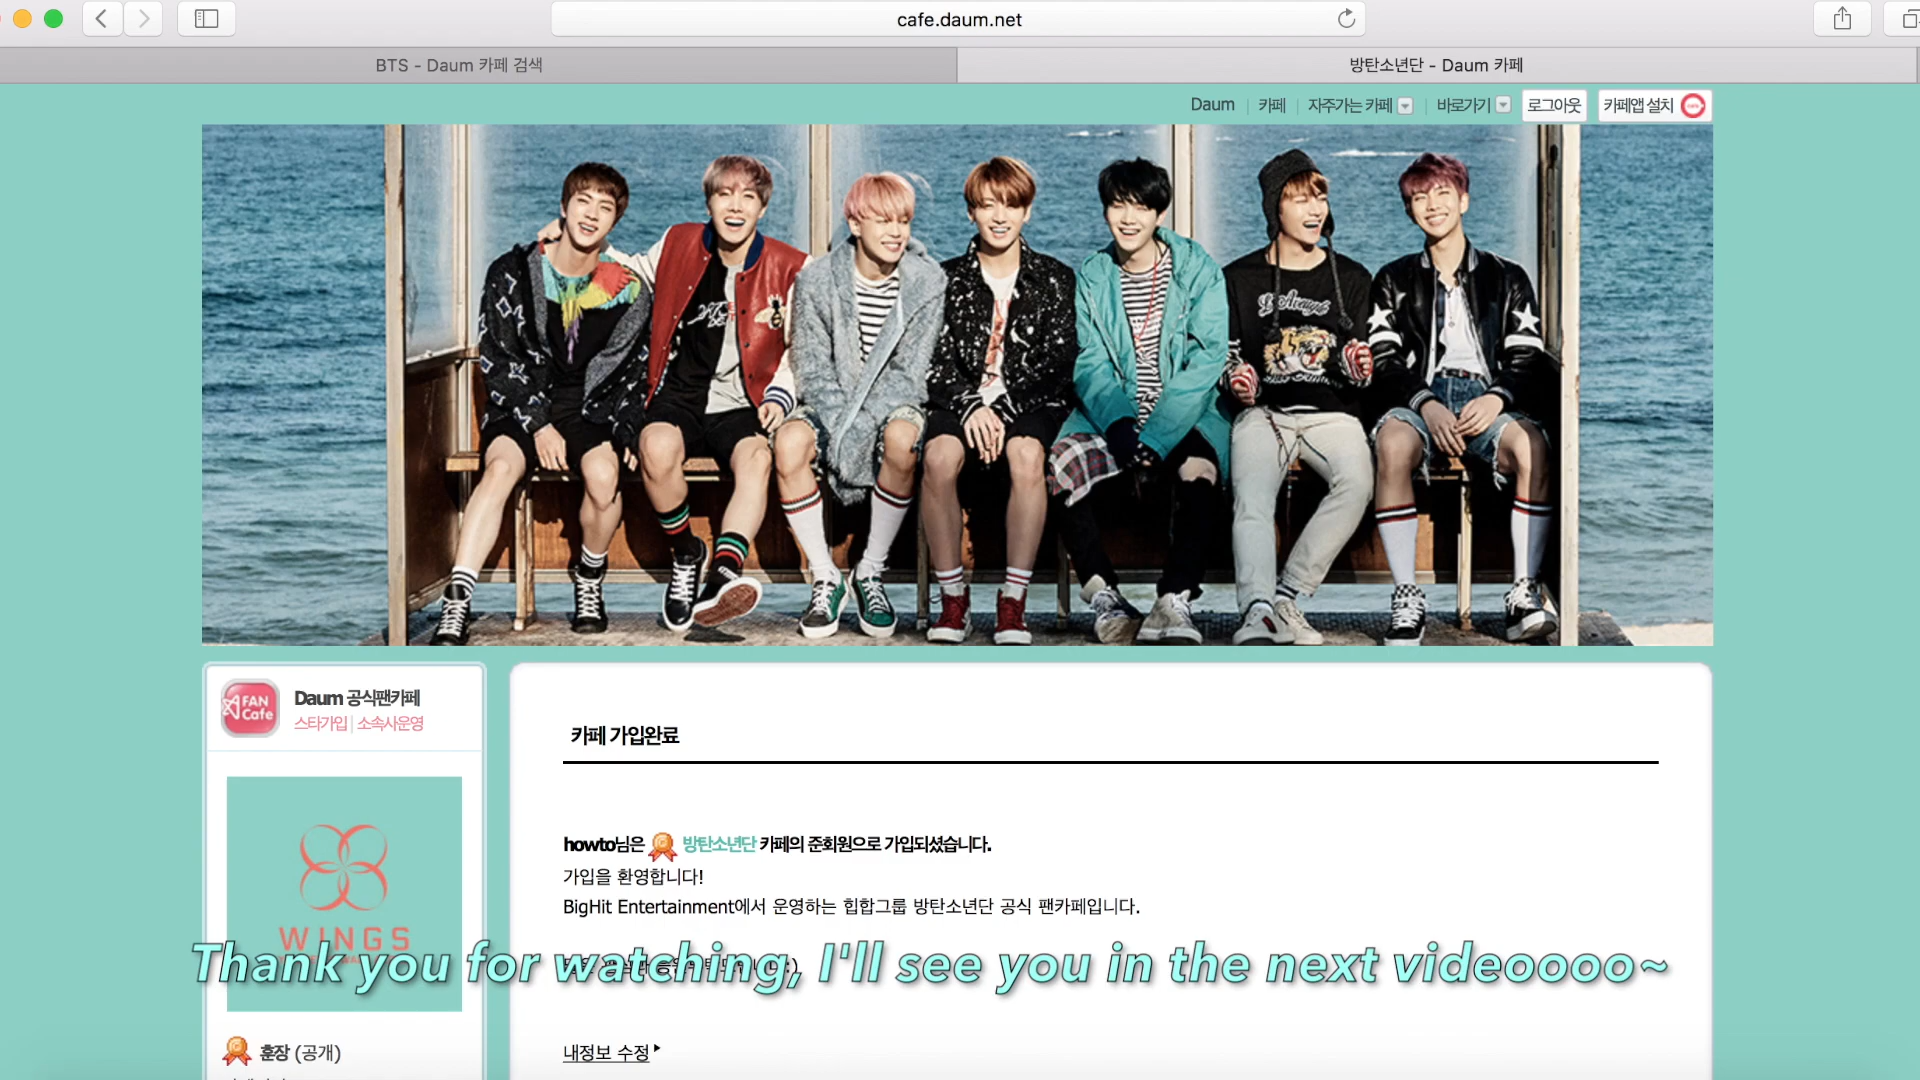 cafe.daum.net
BTS - Daum 카페 검색
방탄소년단 - Daum 카페
Daum 카페 자주가는 카페 바로가기 로그아웃 카페앱 설치
FAN Cafe
Daum 공식팬카페
스타가입 | 소속사운영
WINGS
카페 가입완료
howto님은 방탄소년단 카페의 준회원으로 가입되셨습니다.
가입을 환영합니다!
BigHit Entertainment에서 운영하는 힙합그룹 방탄소년단 공식 팬카페입니다.
Thank you for watching, I'll see you in the next videoooo~
훈장 (공개)
내정보 수정